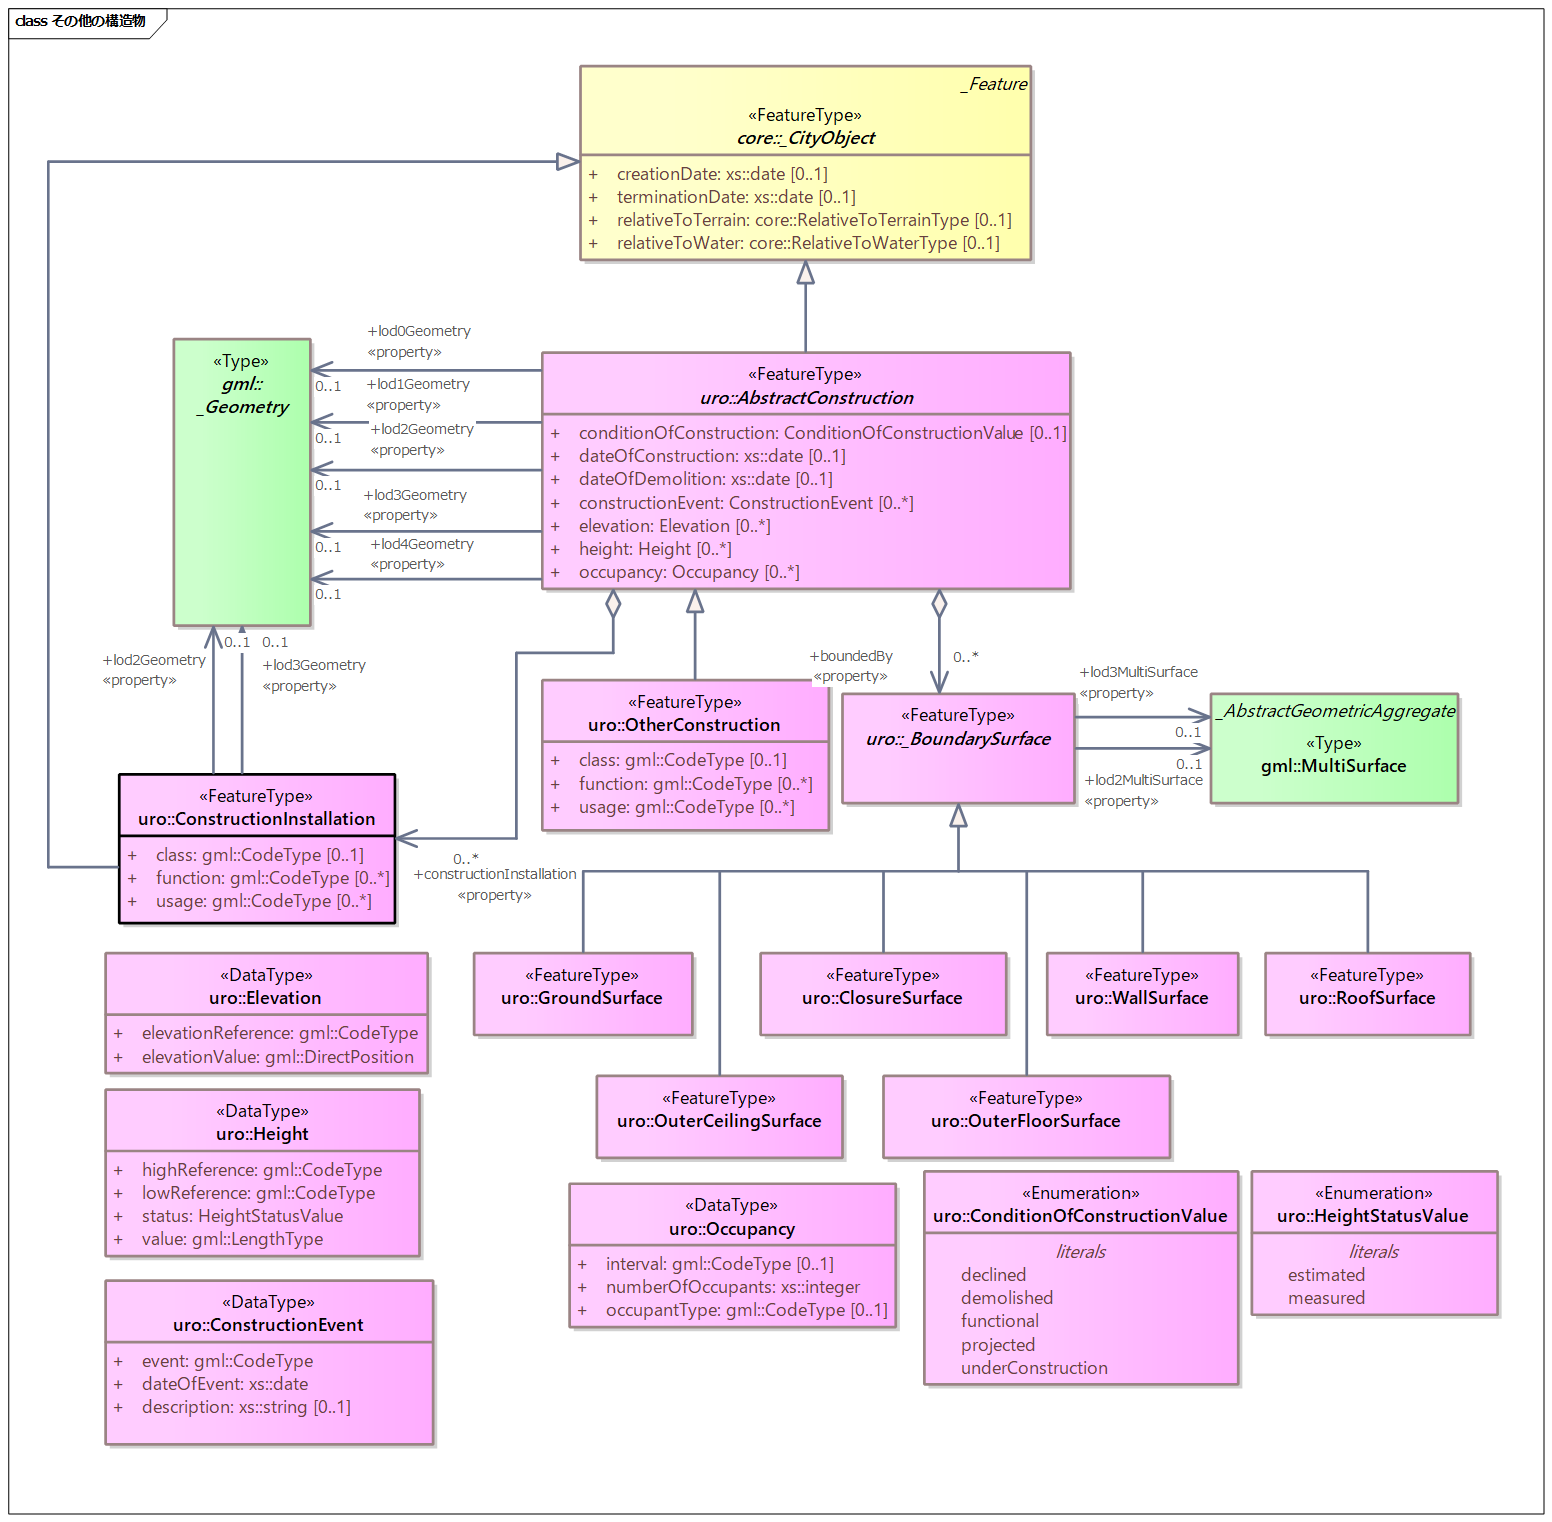 class その他の構造物
_Feature
«FeatureType»
core::_CityObject
+ creationDate: xs::date [0..1]
+ terminationDate: xs::date [0..1]
+ relativeToTerrain: core::RelativeToTerrainType [0..1]
+ relativeToWater: core::RelativeToWaterType [0..1]
«Type»
gml::
_Geometry
+lod0Geometry
«property»
0..1
+lod1Geometry
«property»
0..1
+lod2Geometry
«property»
0..1
+lod3Geometry
«property»
0..1
+lod4Geometry
«property»
0..1
«FeatureType»
uro::AbstractConstruction
+ conditionOfConstruction: ConditionOfConstructionValue [0..1]
+ dateOfConstruction: xs::date [0..1]
+ dateOfDemolition: xs::date [0..1]
+ constructionEvent: ConstructionEvent [0..*]
+ elevation: Elevation [0..*]
+ height: Height [0..*]
+ occupancy: Occupancy [0..*]
0..1 0..1
+lod2Geometry
«property»
+lod3Geometry
«property»
+boundedBy
«property»
0..*
«FeatureType»
uro::OtherConstruction
+ class: gml::CodeType [0..1]
+ function: gml::CodeType [0..*]
+ usage: gml::CodeType [0..*]
«FeatureType»
uro::_BoundarySurface
+lod3MultiSurface
«property»
0..1
0..1
+lod2MultiSurface
«property»
_AbstractGeometricAggregate
«Type»
gml::MultiSurface
«FeatureType»
uro::ConstructionInstallation
+ class: gml::CodeType [0..1]
+ function: gml::CodeType [0..*]
+ usage: gml::CodeType [0..*]
0..*
+constructionInstallation
«property»
«FeatureType»
uro::GroundSurface
«FeatureType»
uro::ClosureSurface
«FeatureType»
uro::WallSurface
«FeatureType»
uro::RoofSurface
«FeatureType»
uro::OuterCeilingSurface
«FeatureType»
uro::OuterFloorSurface
«DataType»
uro::Elevation
+ elevationReference: gml::CodeType
+ elevationValue: gml::DirectPosition
«DataType»
uro::Height
+ highReference: gml::CodeType
+ lowReference: gml::CodeType
+ status: HeightStatusValue
+ value: gml::LengthType
«DataType»
uro::ConstructionEvent
+ event: gml::CodeType
+ dateOfEvent: xs::date
+ description: xs::string [0..1]
«DataType»
uro::Occupancy
+ interval: gml::CodeType [0..1]
+ numberOfOccupants: xs::integer
+ occupantType: gml::CodeType [0..1]
«Enumeration»
uro::ConditionOfConstructionValue
literals
declined
demolished
functional
projected
underConstruction
«Enumeration»
uro::HeightStatusValue
literals
estimated
measured